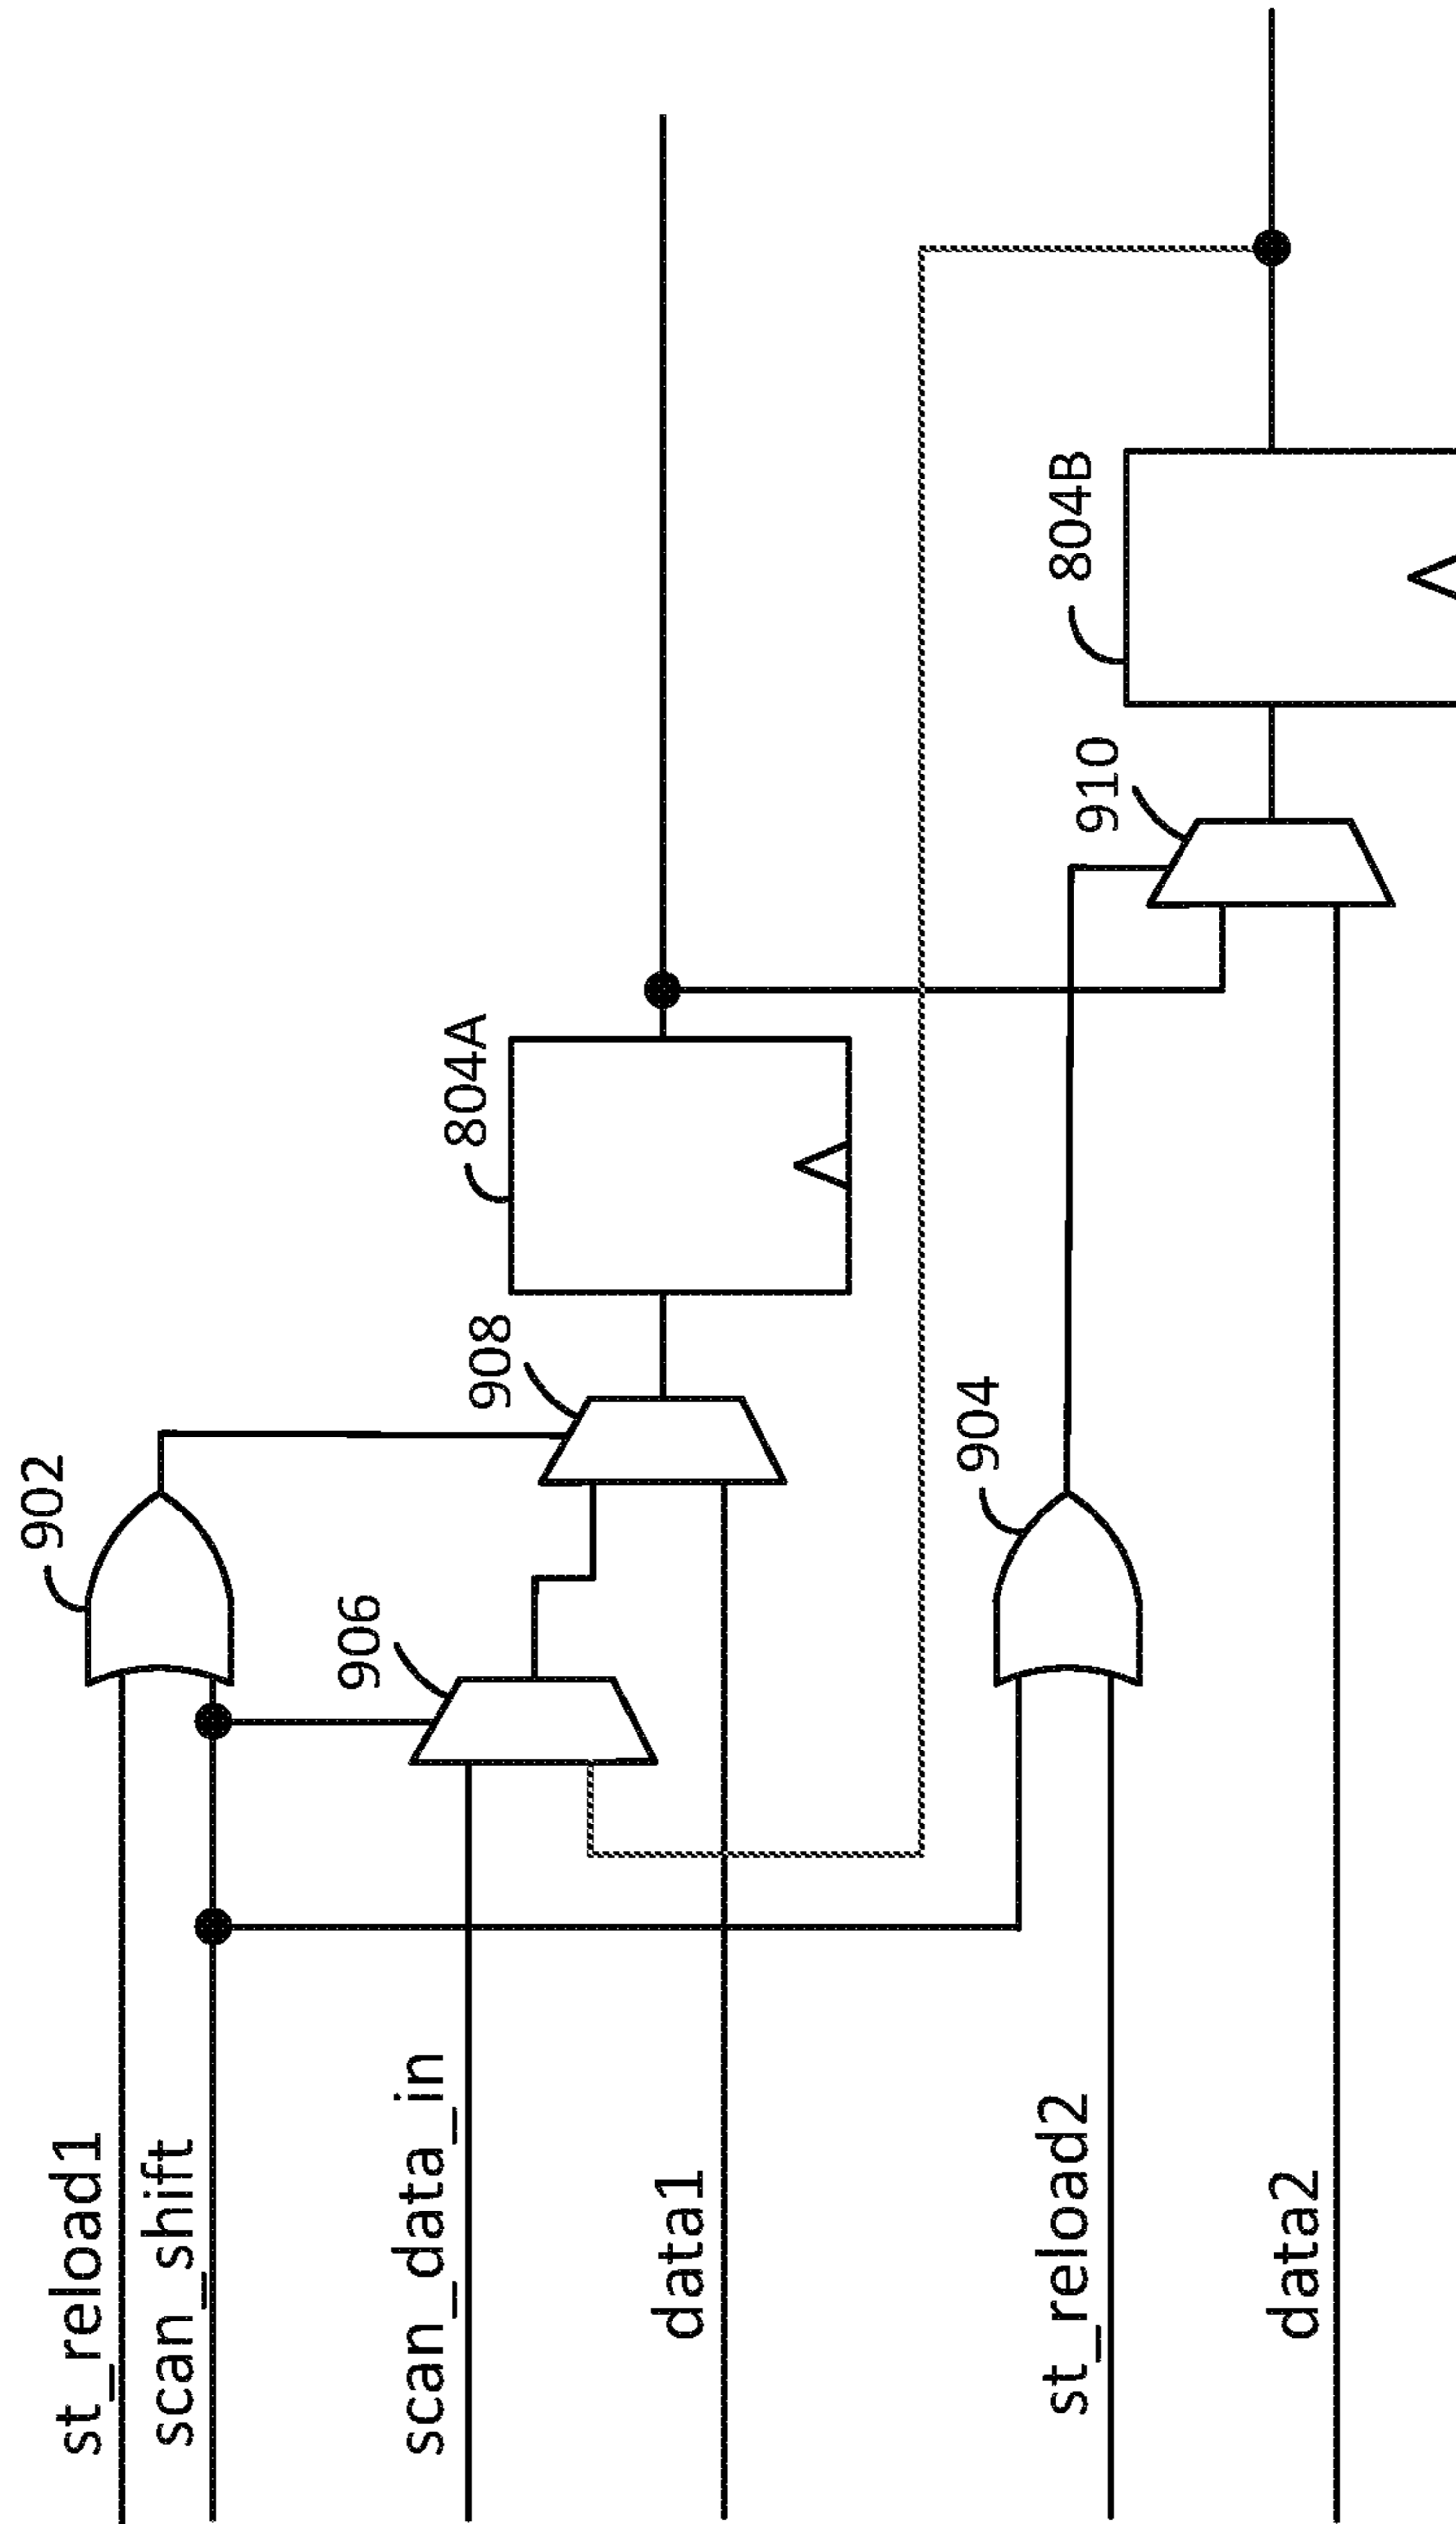 902
st_reload1
scan_shift
906
908
804A
scan_data_in
data1
904
910
804B
st_reload2
data2